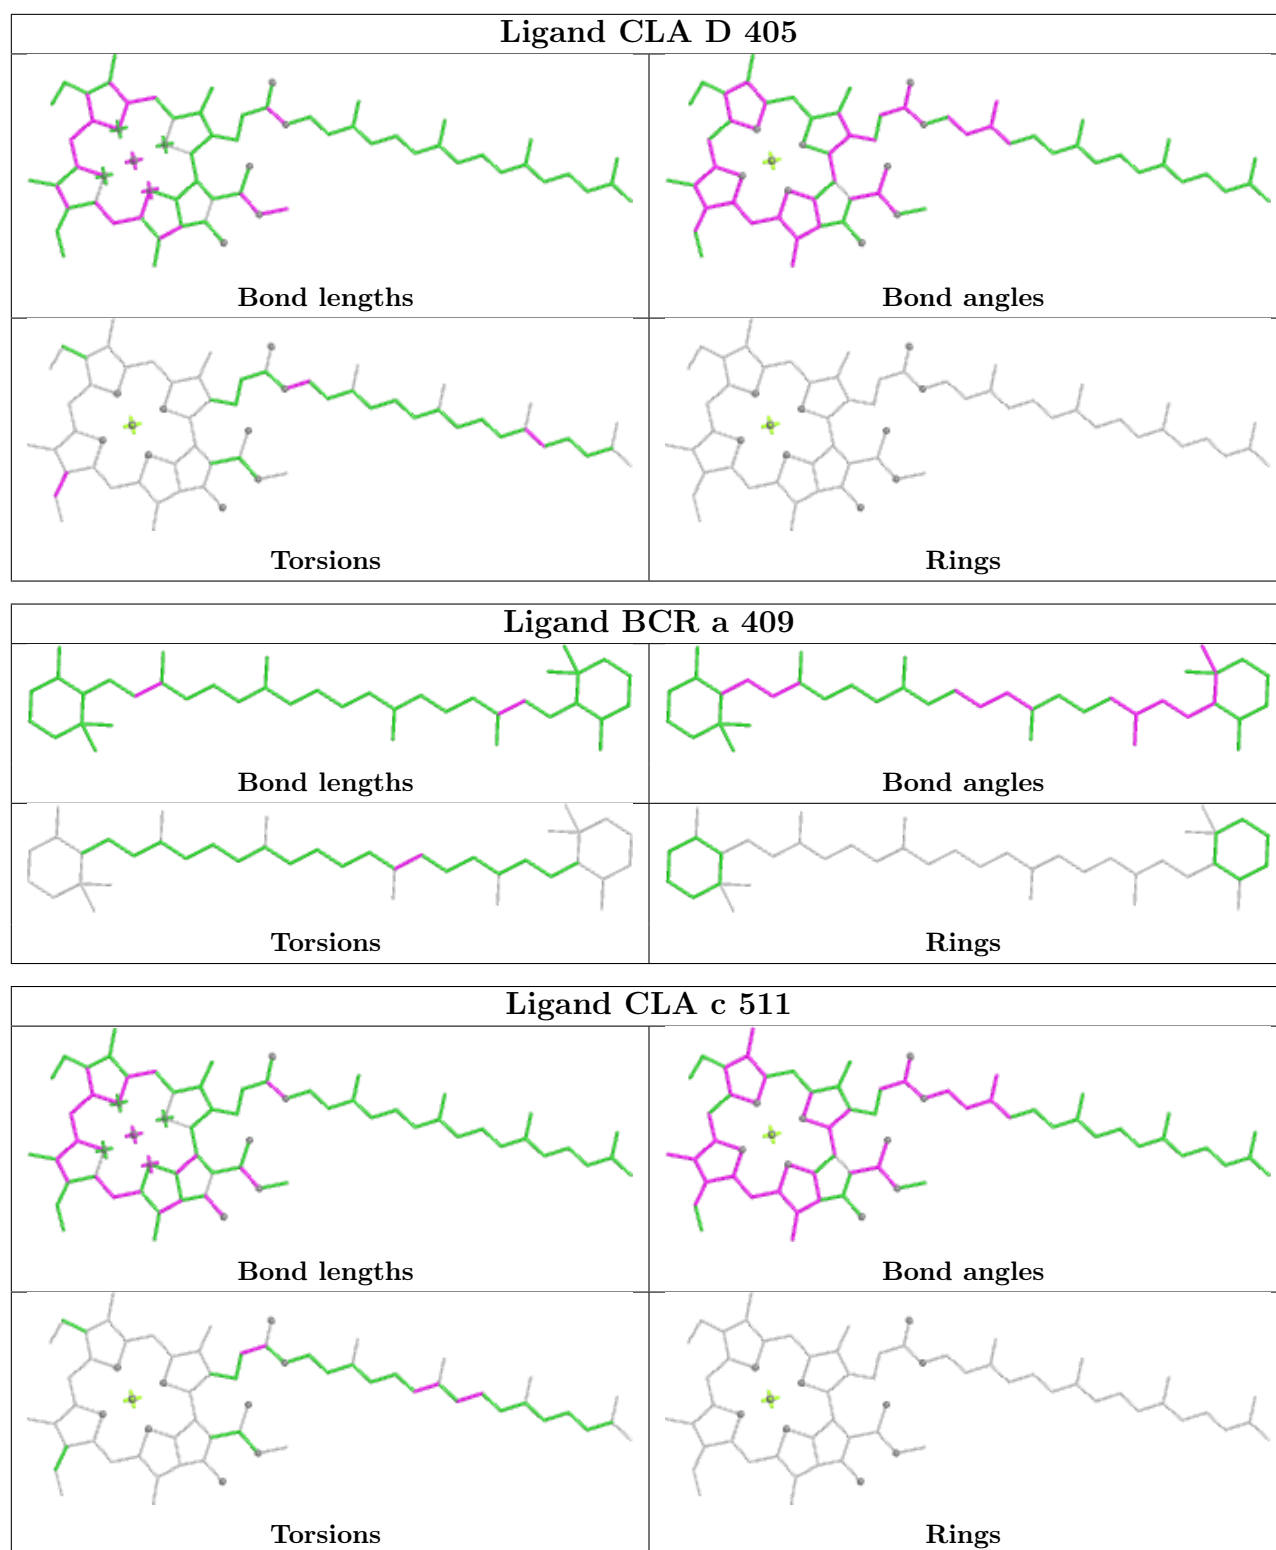 Ligand CLA D 405
Bond lengths
Bond angles
Torsions
Rings
Ligand BCR a 409
Bond lengths
Bond angles
Torsions
Rings
Ligand CLA c 511
Bond lengths
Bond angles
Torsions
Rings